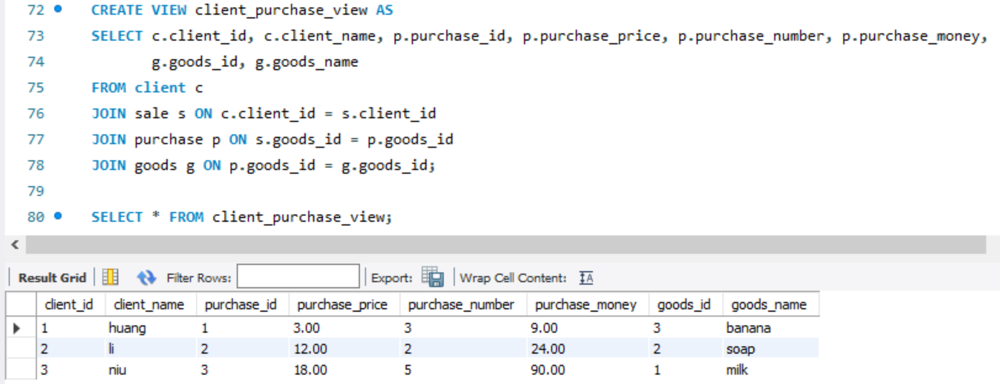 72 CREATE VIEW client_purchase_view AS
73 SELECT c.client_id, c.client_name, p.purchase_id, p.purchase_price, p.purchase_number, p.purchase_money,
74 g.goods_id, g.goods_name
75 FROM client c
76 JOIN sale s ON c.client_id = s.client_id
77 JOIN purchase p ON s.goods_id = p.goods_id
78 JOIN goods g ON p.goods_id = g.goods_id;
79
80 SELECT * FROM client_purchase_view;
Result Grid Filter Rows: Export: Wrap Cell Content: IA
client_id client_name purchase_id purchase_price purchase_number purchase_money goods_id goods_name
1 huang 1 3.00 3 9.00 3 banana
2 li 2 12.00 2 24.00 2 soap
3 niu 3 18.00 5 90.00 1 milk